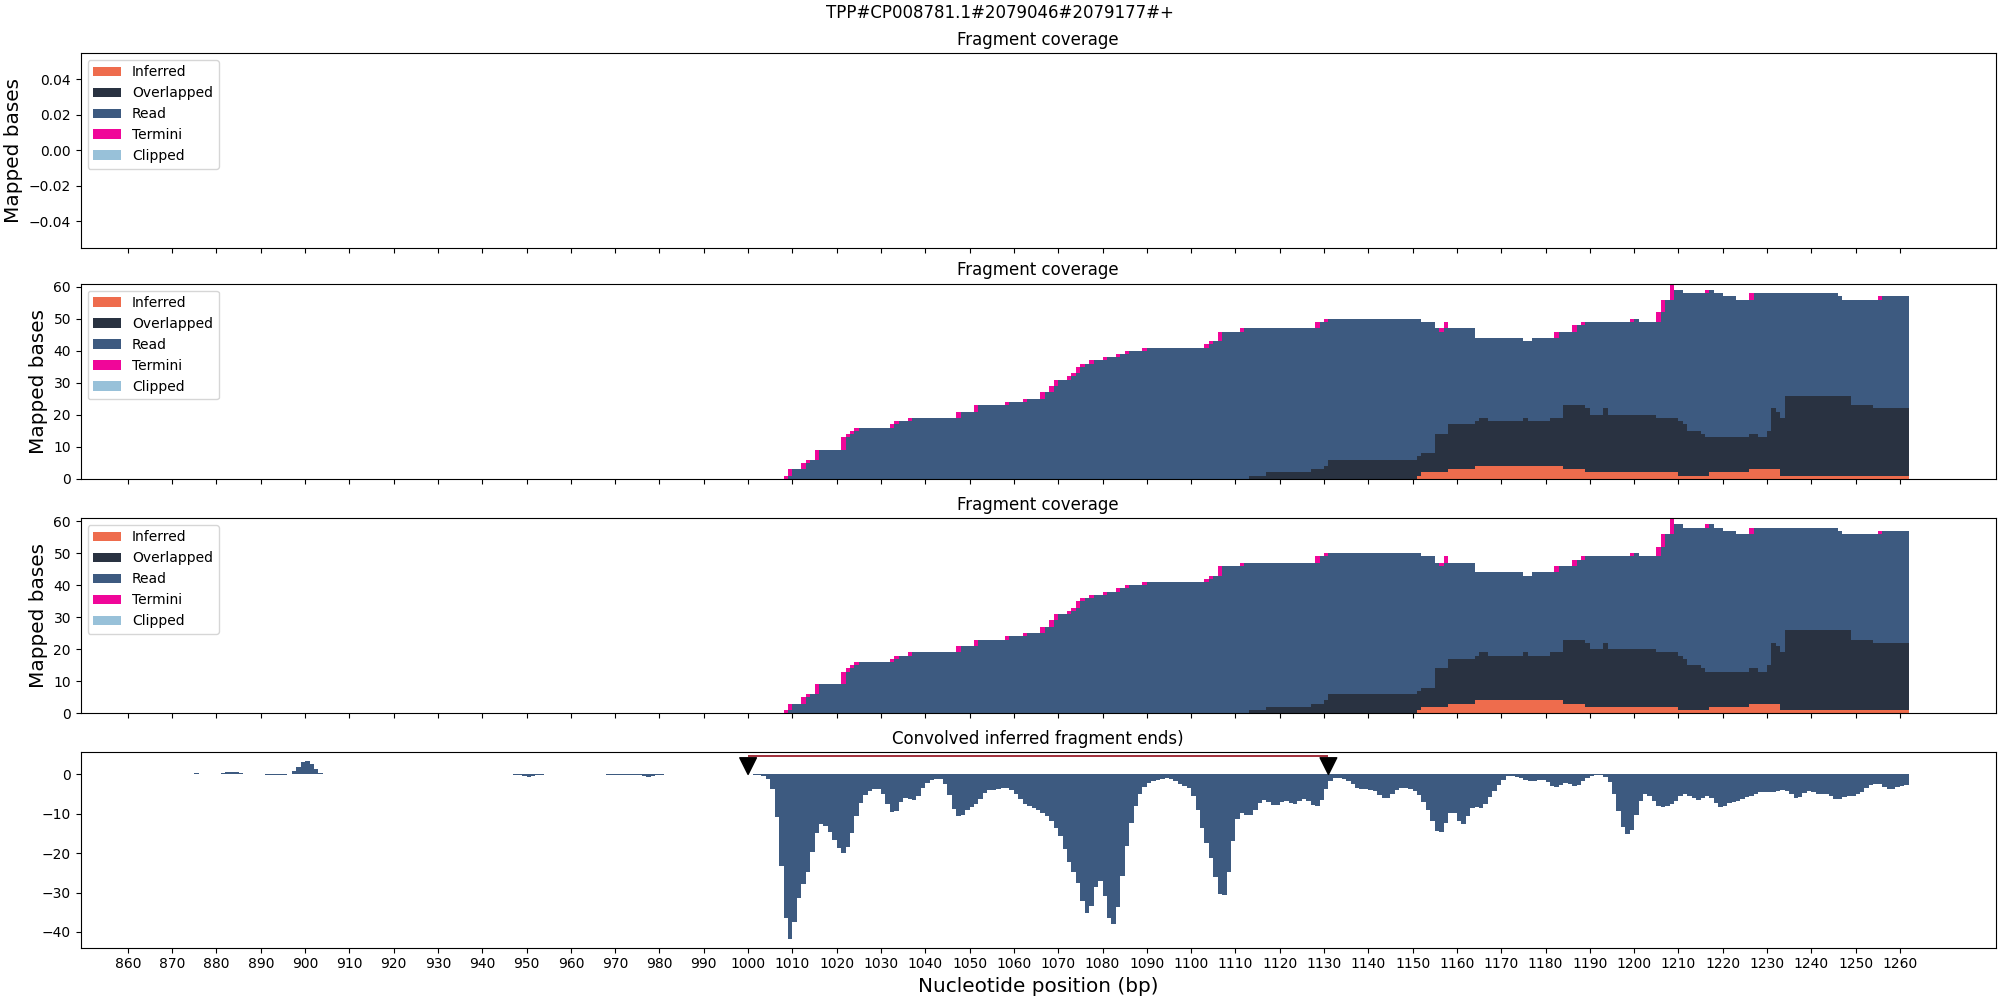 TPP#CP008781.1#2079046#2079177#+
Fragment coverage
Mapped bases
0.04
0.02
0.00
−0.02
−0.04
Inferred
Overlapped
Read
Termini
Clipped
Fragment coverage
Mapped bases
60
50
40
30
20
10
0
Inferred
Overlapped
Read
Termini
Clipped
Fragment coverage
Mapped bases
60
50
40
30
20
10
0
Inferred
Overlapped
Read
Termini
Clipped
Convolved inferred fragment ends)
0
−10
−20
−30
−40
860 870 880 890 900 910 920 930 940 950 960 970 980 990 1000 1010 1020 1030 1040 1050 1060 1070 1080 1090 1100 1110 1120 1130 1140 1150 1160 1170 1180 1190 1200 1210 1220 1230 1240 1250 1260
Nucleotide position (bp)